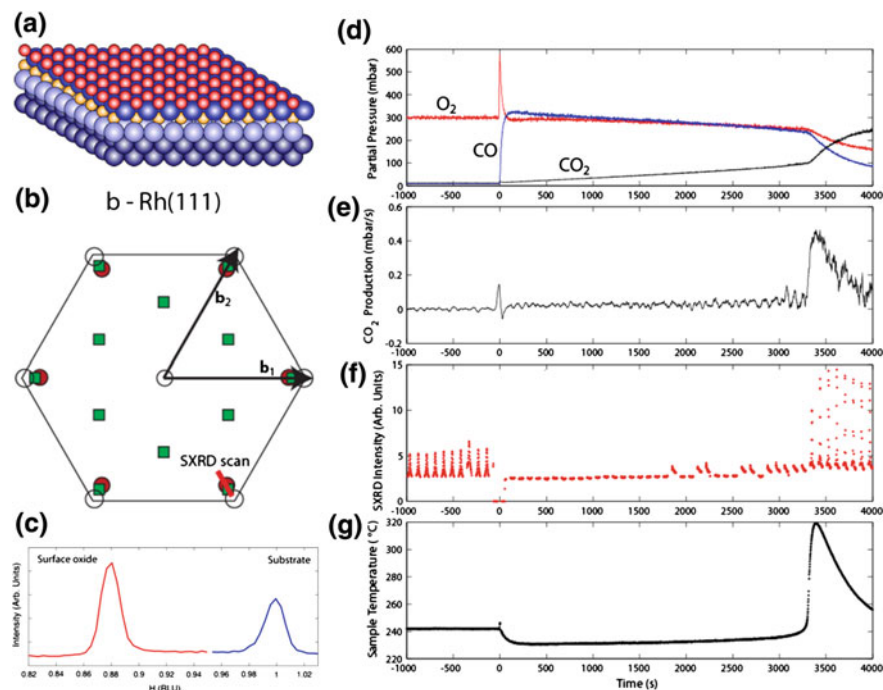 (a)
(b)
b - Rh(111)
b₂
b₁
SXRD scan
(c)
Surface oxide
Substrate
Intensity (Arb. Units)
0.82 0.84 0.86 0.88 0.90 0.92 0.94 0.96 0.98 1 1.02
H (RLU)
(d)
Partial Pressure (mbar)
600
500
400
300
200
100
0
O₂
CO
CO₂
-1000 -500 0 500 1000 1500 2000 2500 3000 3500 4000
(e)
CO₂ Production (mbar/s)
0.6
0.4
0.2
0
0.2
-1000 -500 0 500 1000 1500 2000 2500 3000 3500 4000
(f)
SXRD Intensity (Arb. Units)
15
10
5
0
-1000 -500 0 500 1000 1500 2000 2500 3000 3500 4000
(g)
Sample Temperature (°C)
320
300
280
260
240
220
-1000 -500 0 500 1000 1500 2000 2500 3000 3500 4000
Time (s)